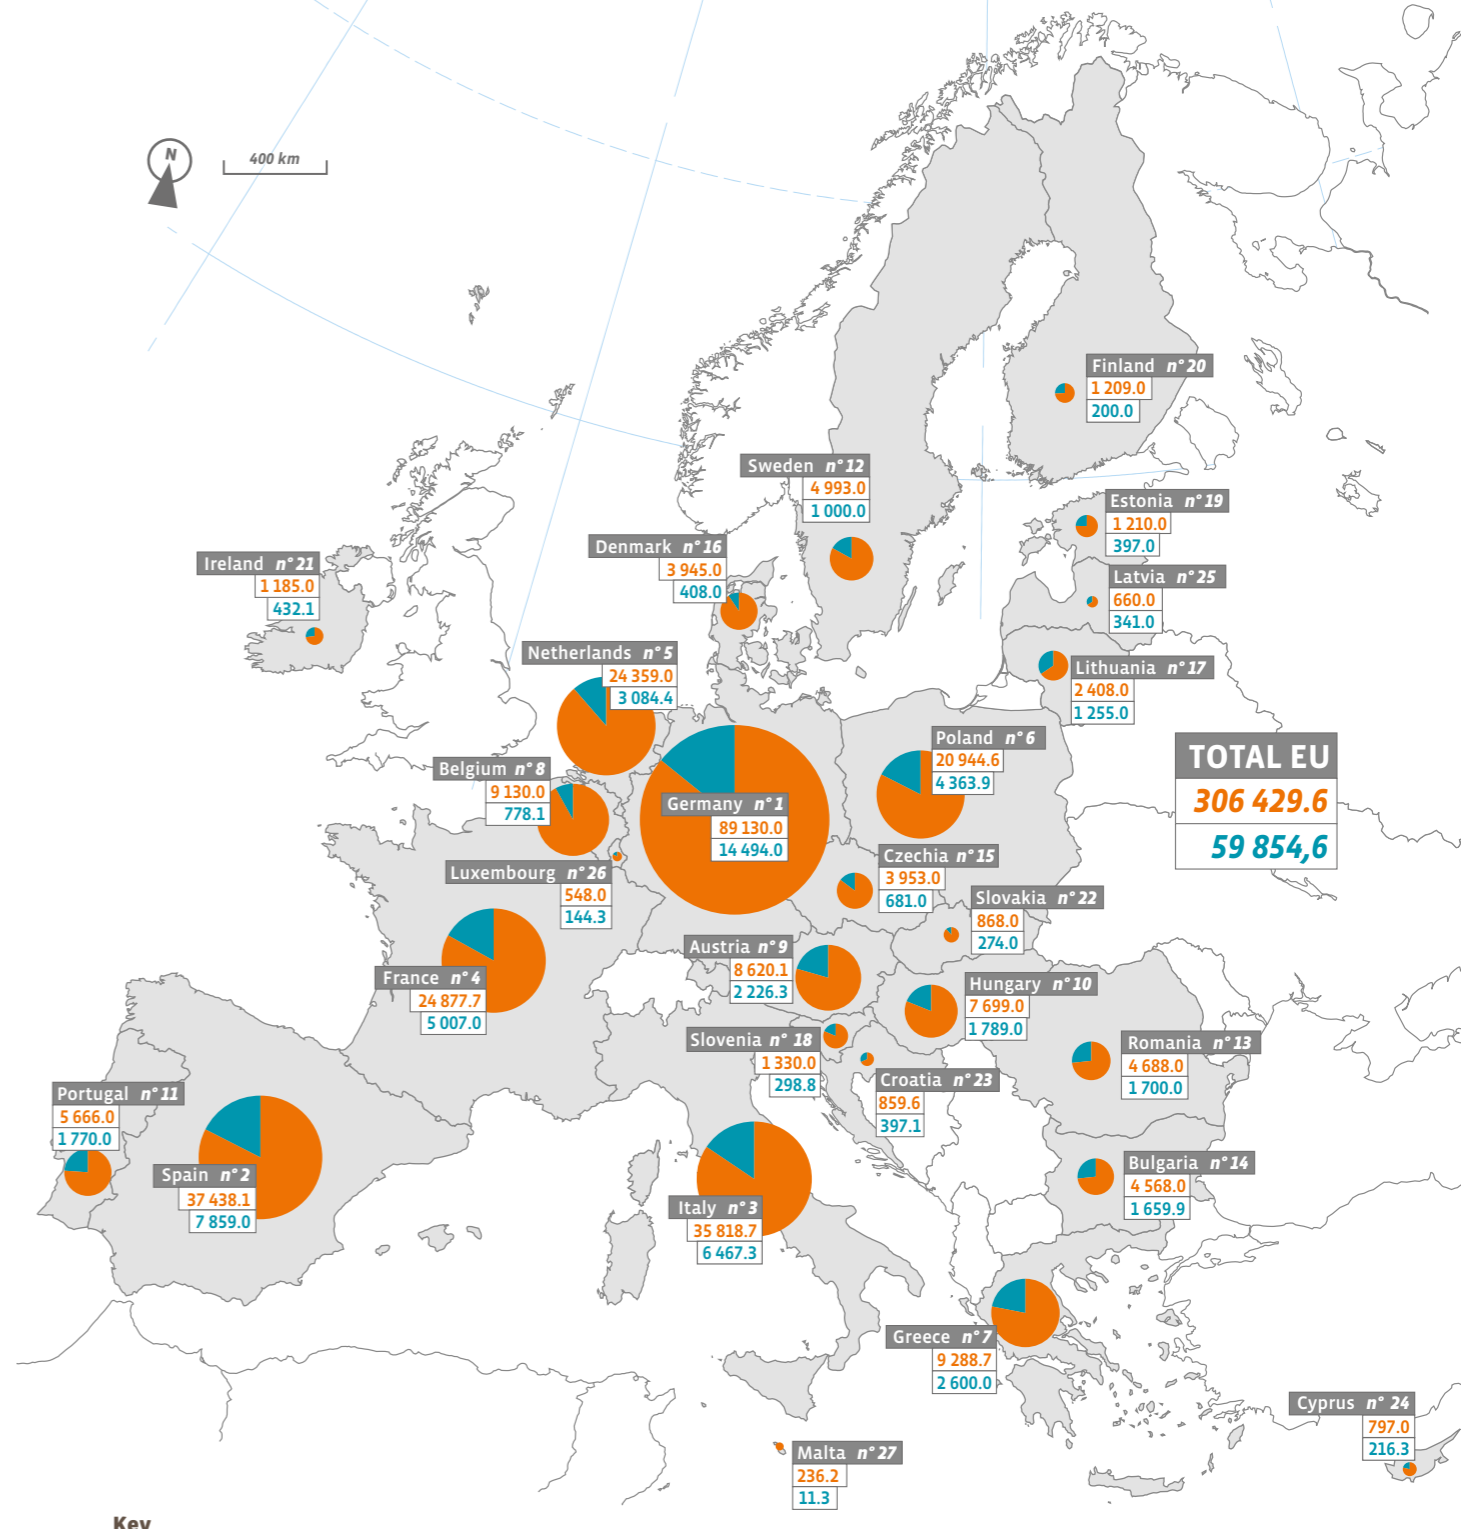 N
400 km
Finland n° 20
1 209.0
200.0
Sweden n° 12
4 993.0
1 000.0
Estonia n° 19
1 210.0
397.0
Denmark n° 16
3 945.0
408.0
Ireland n° 21
1 185.0
432.1
Latvia n° 25
660.0
341.0
Netherlands n° 5
24 359.0
3 084.4
Lithuania n° 17
2 408.0
1 255.0
Poland n° 6
20 944.6
4 363.9
TOTAL EU
306 429.6
59 854,6
Belgium n° 8
9 130.0
778.1
Germany n° 1
89 130.0
14 494.0
Czechia n° 15
3 953.0
681.0
Luxembourg n° 26
548.0
144.3
Slovakia n° 22
868.0
274.0
Austria n° 9
8 620.1
2 226.3
France n° 4
24 877.7
5 007.0
Hungary n° 10
7 699.0
1 789.0
Slovenia n° 18
1 330.0
298.8
Romania n° 13
4 688.0
1 700.0
Croatia n° 23
859.6
397.1
Portugal n° 11
5 666.0
1 770.0
Spain n° 2
37 438.1
7 859.0
Bulgaria n° 14
4 568.0
1 659.9
Italy n° 3
35 818.7
6 467.3
Greece n° 7
9 288.7
2 600.0
Cyprus n° 24
797.0
216.3
Malta n° 27
236.2
11.3
Key